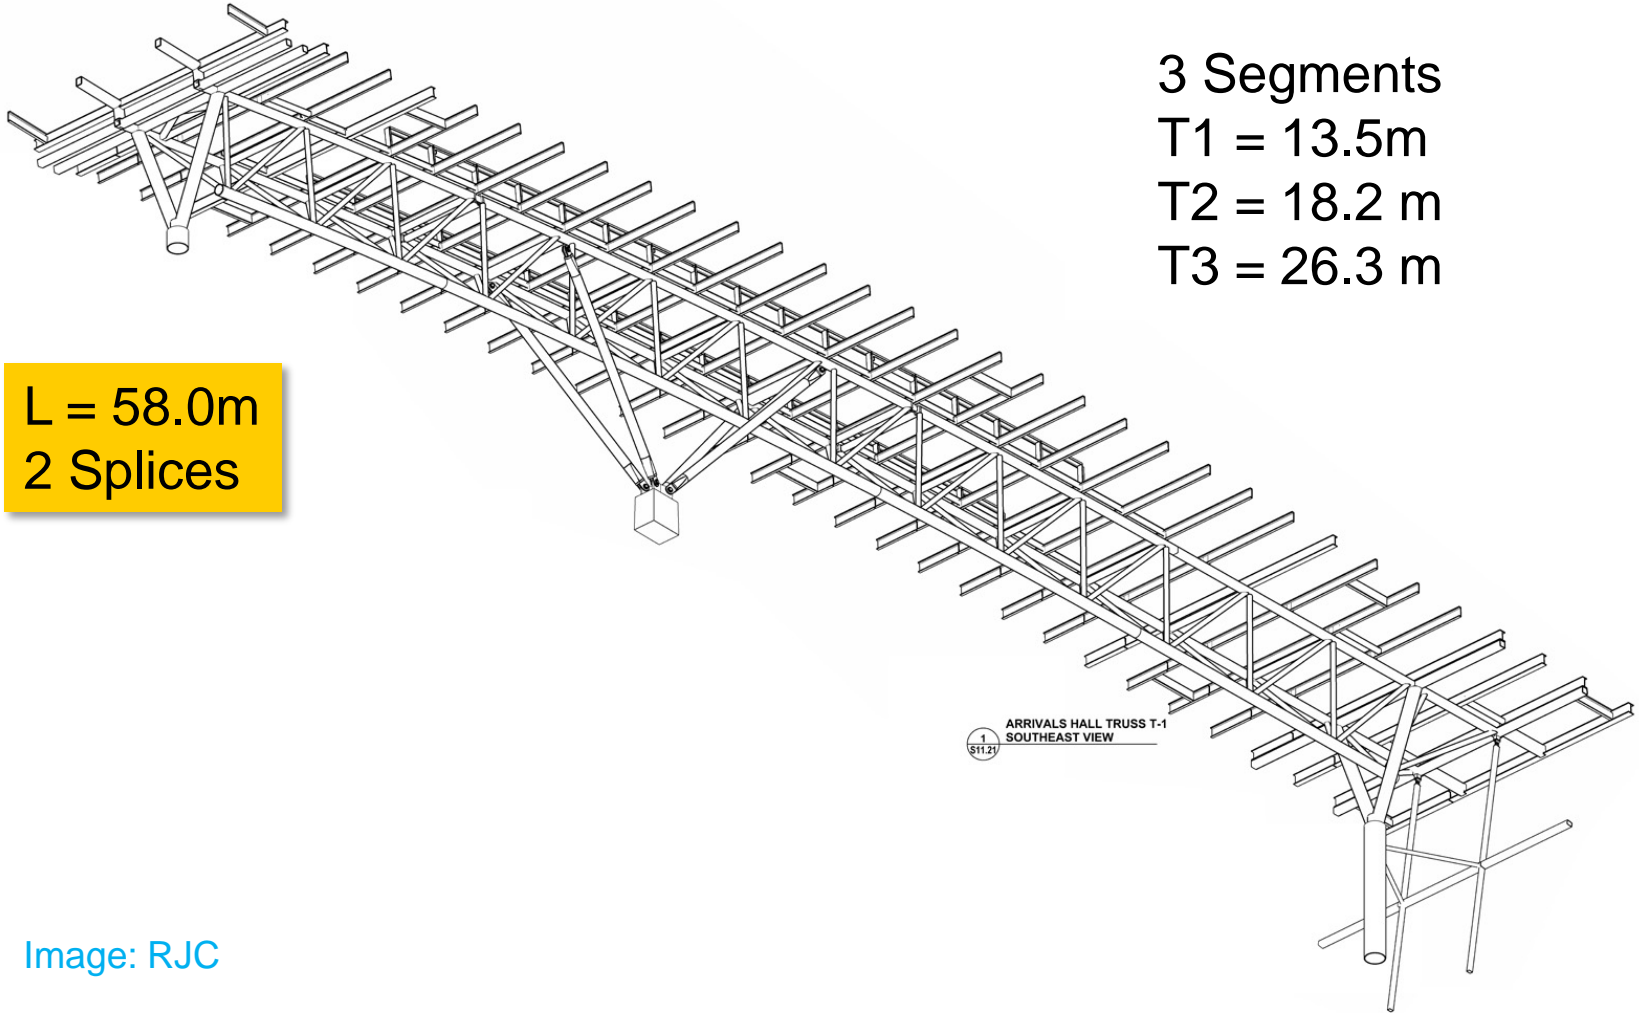 3 Segments
T1 = 13.5m
T2 = 18.2 m
T3 = 26.3 m
L = 58.0m
2 Splices
1
S11.21
ARRIVALS HALL TRUSS T-1
SOUTHEAST VIEW
Image: RJC